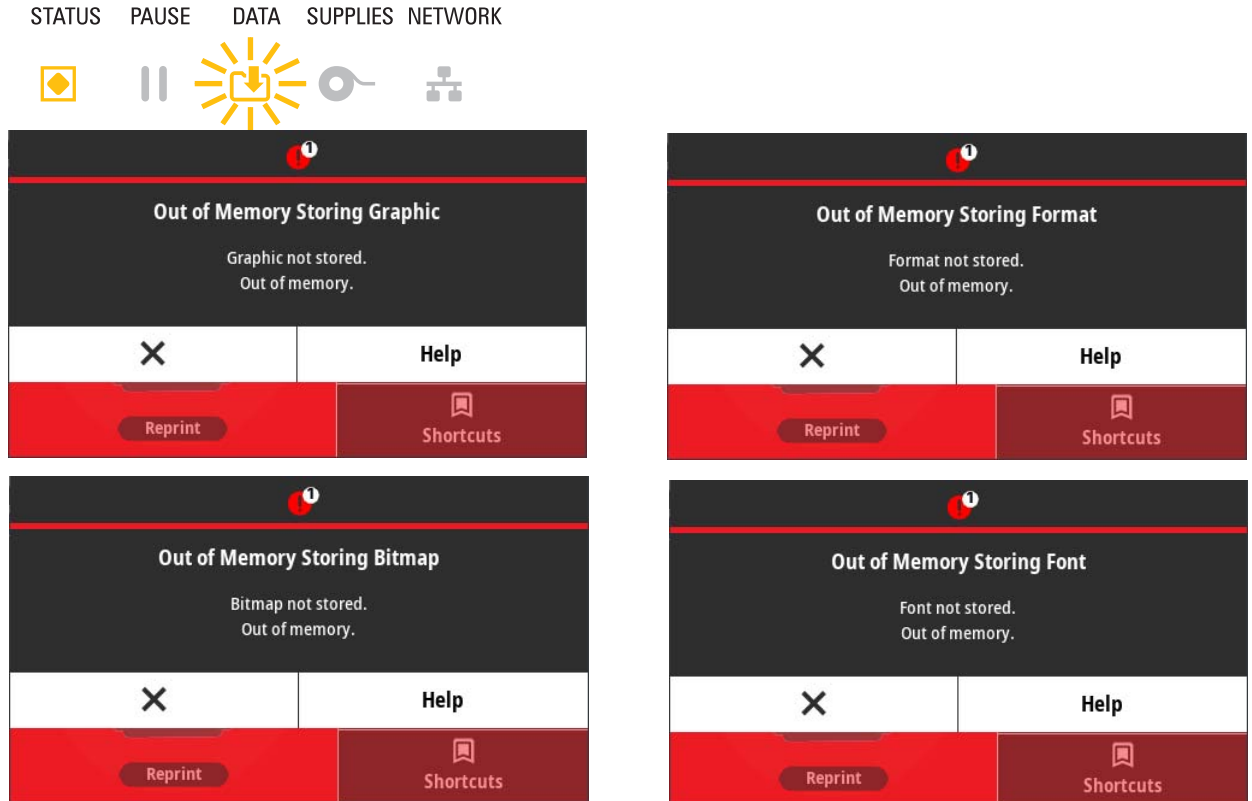 STATUS PAUSE DATA SUPPLIES NETWORK
1
Out of Memory Storing Graphic
Graphic not stored.
Out of memory.
Help
Reprint
Shortcuts
1
Out of Memory Storing Format
Format not stored.
Out of memory.
Help
Reprint
Shortcuts
1
Out of Memory Storing Bitmap
Bitmap not stored.
Out of memory.
Help
Reprint
Shortcuts
1
Out of Memory Storing Font
Font not stored.
Out of memory.
Help
Reprint
Shortcuts